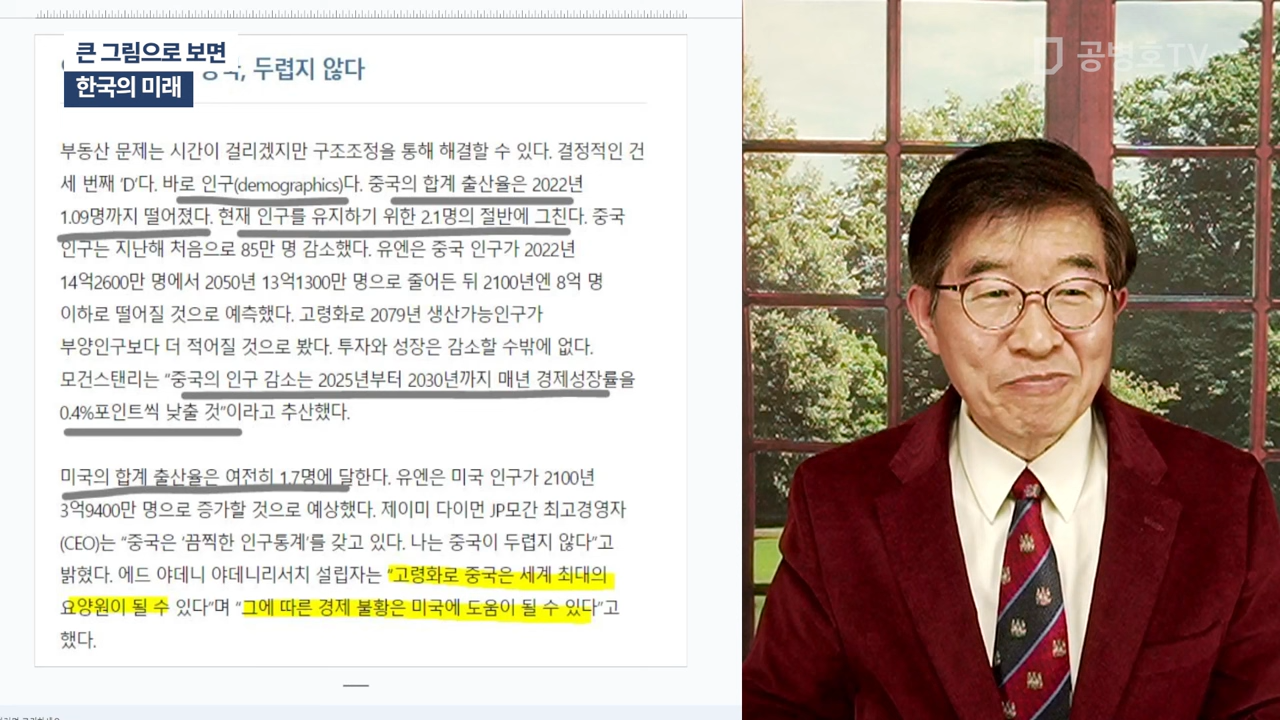 큰 그림으로 보면
한국의 미래
중국, 두렵지 않다
공병호TV
부동산 문제는 시간이 걸리겠지만 구조조정을 통해 해결할 수 있다. 결정적인 건
세 번째 'D'다. 바로 인구(demographics)다. 중국의 합계 출산율은 2022년
1.09명까지 떨어졌다. 현재 인구를 유지하기 위한 2.1명의 절반에 그친다. 중국
인구는 지난해 처음으로 85만 명 감소했다. 유엔은 중국 인구가 2022년
14억2600만 명에서 2050년 13억1300만 명으로 줄어든 뒤 2100년엔 8억 명
이하로 떨어질 것으로 예측했다. 고령화로 2079년 생산가능인구가
부양인구보다 더 적어질 것으로 봤다. 투자와 성장은 감소할 수밖에 없다.
모건스탠리는 “중국의 인구 감소는 2025년부터 2030년까지 매년 경제성장률을
0.4%포인트씩 낮출 것”이라고 추산했다.
미국의 합계 출산율은 여전히 1.7명에 달한다. 유엔은 미국 인구가 2100년
3억9400만 명으로 증가할 것으로 예상했다. 제이미 다이먼 JP모간 최고경영자
(CEO)는 “중국은 ‘끔찍한 인구통계’를 갖고 있다. 나는 중국이 두렵지 않다”고
밝혔다. 에드 야데니 야데니리서치 설립자는 “고령화로 중국은 세계 최대의
요양원이 될 수 있다”며 “그에 따른 경제 불황은 미국에 도움이 될 수 있다”고
했다.